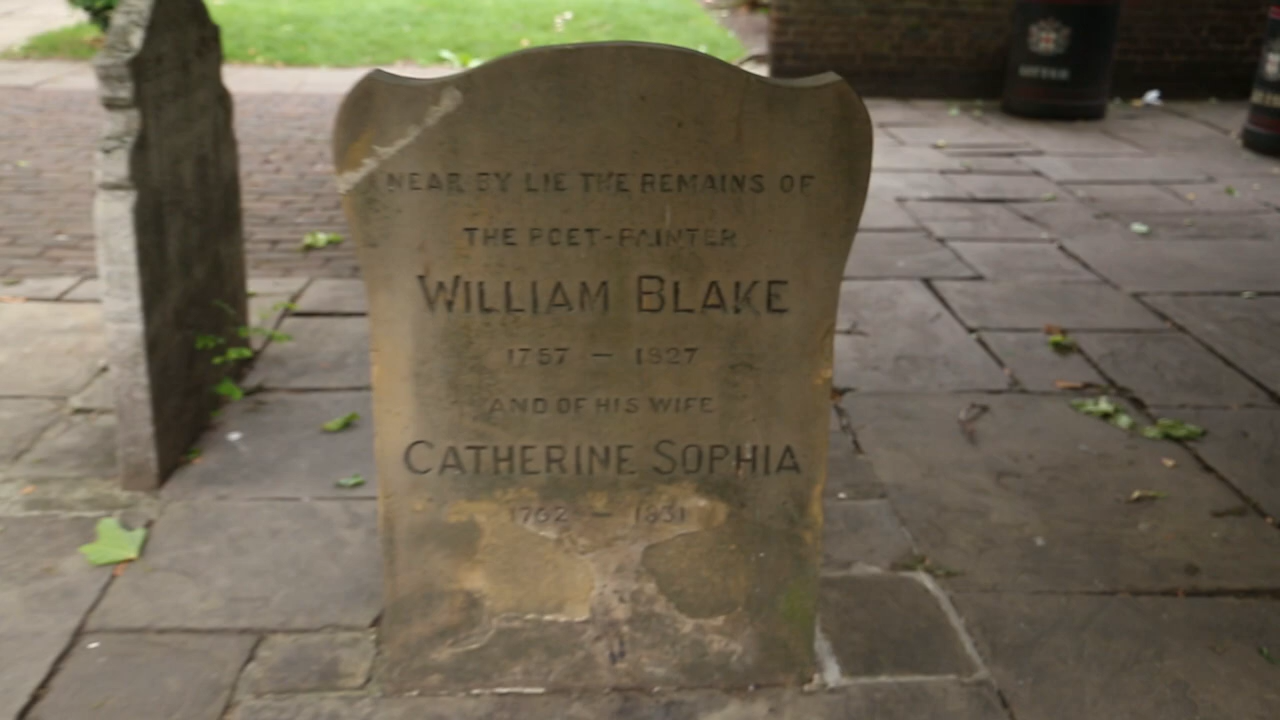 NEAR BY LIE THE REMAINS OF
THE POET-PAINTER
WILLIAM BLAKE
1757 — 1827
AND OF HIS WIFE
CATHERINE SOPHIA
1762 — 1831
LITTER